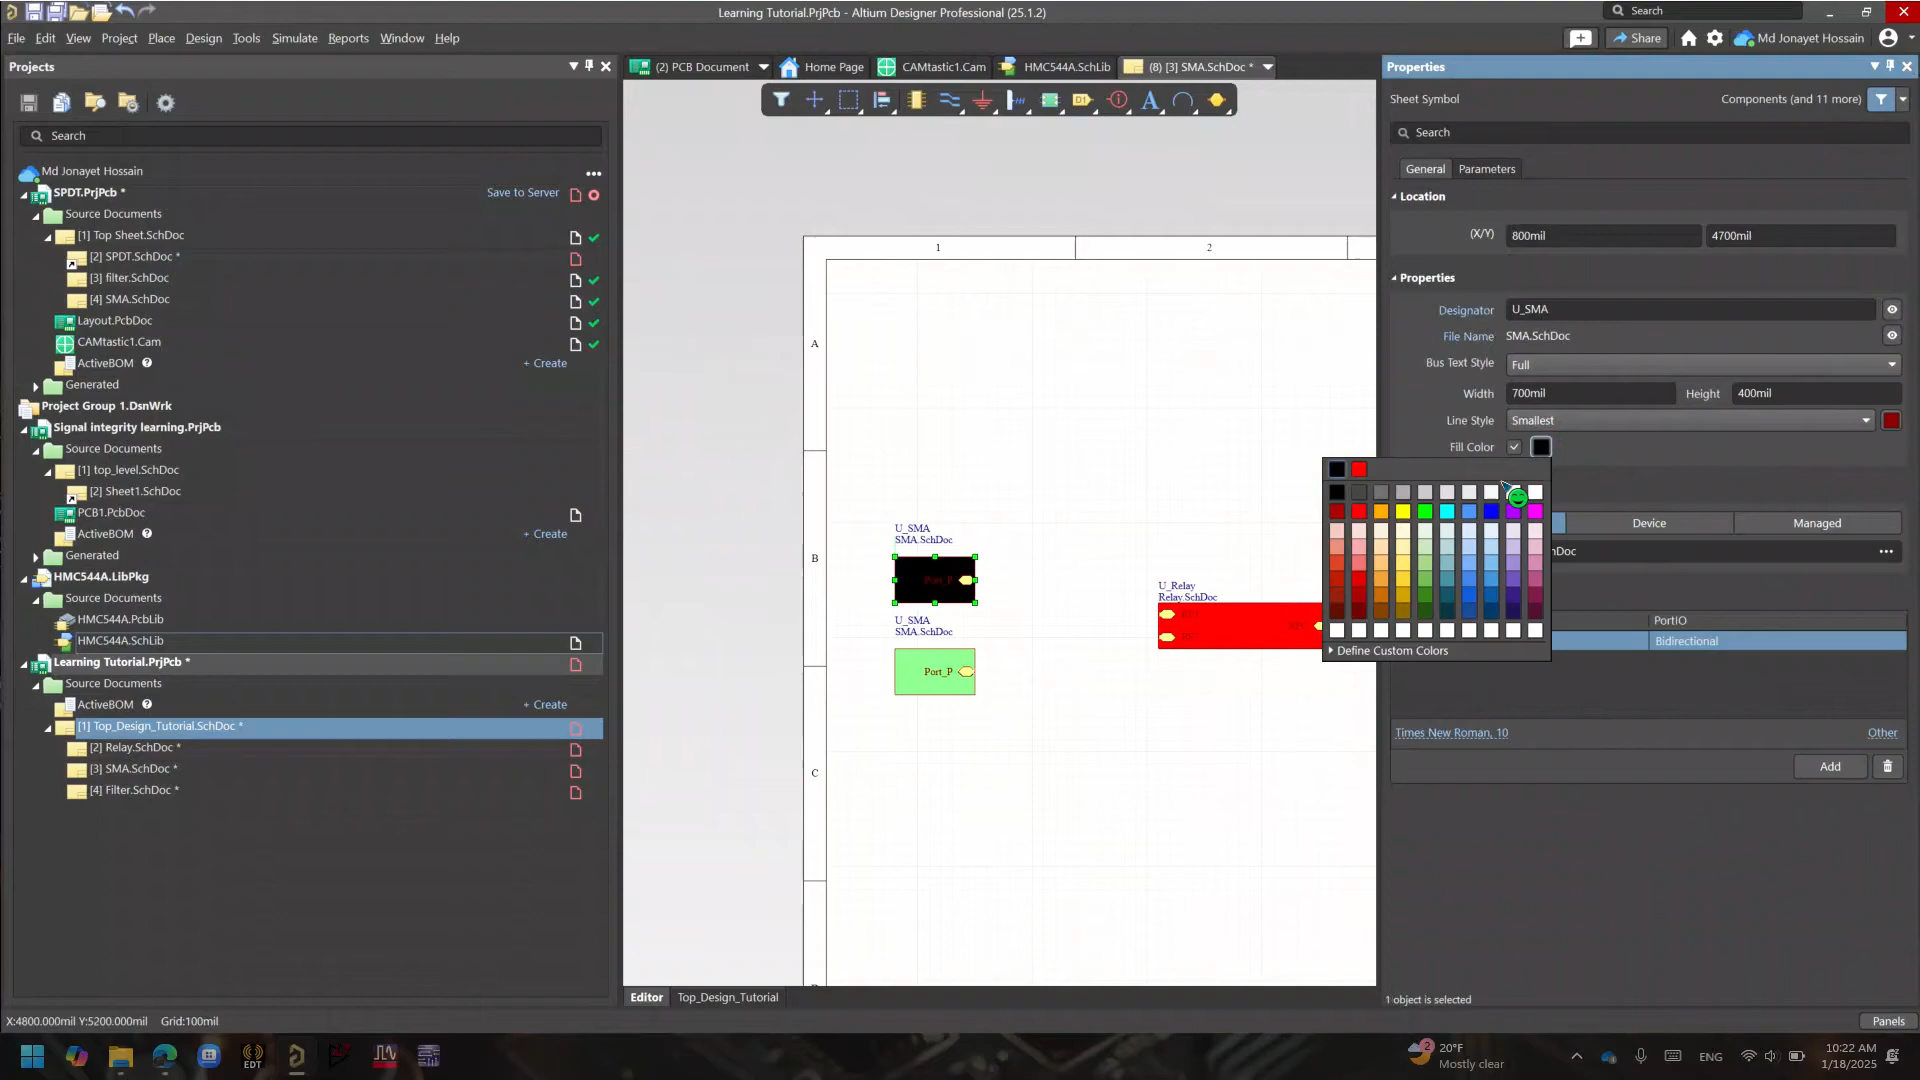 Learning Tutorial.PrjPcb - Altium Designer Professional (25.1.2)
Search
File Edit View Project Place Design Tools Simulate Reports Window Help
Share
Md Jonayet Hossain
Projects
(2) PCB Document
Home Page
CAMtastic1.Cam
HMC544A.SchLib
(8) [3] SMA.SchDoc *
Properties
Sheet Symbol
Components (and 11 more)
Search
Search
General
Parameters
Md Jonayet Hossain
SPDT.PrjPcb *
Save to Server
Source Documents
[1] Top Sheet.SchDoc
[2] SPDT.SchDoc *
[3] filter.SchDoc
[4] SMA.SchDoc
Layout.PcbDoc
CAMtastic1.Cam
ActiveBOM
+ Create
Generated
Project Group 1.DsnWrk
Signal integrity learning.PrjPcb
Source Documents
[1] top_level.SchDoc
[2] Sheet1.SchDoc
PCB1.PcbDoc
ActiveBOM
+ Create
Generated
HMC544A.LibPkg
Source Documents
HMC544A.PcbLib
HMC544A.SchLib
Learning Tutorial.PrjPcb *
Source Documents
ActiveBOM
+ Create
[1] Top_Design_Tutorial.SchDoc *
[2] Relay.SchDoc *
[3] SMA.SchDoc *
[4] Filter.SchDoc *
D1
A
1
2
A
B
C
U_SMA
SMA.SchDoc
Port_P
U_SMA
SMA.SchDoc
Port_P
U_Relay
Relay.SchDoc
Location
(X/Y)
800mil
4700mil
Properties
Designator
U_SMA
File Name
SMA.SchDoc
Bus Text Style
Full
Width
700mil
Height
400mil
Line Style
Smallest
Fill Color
Define Custom Colors
Device
Managed
PortIO
Bidirectional
Times New Roman, 10
Other
Add
1 object is selected
Editor
Top_Design_Tutorial
X:4800.000mil Y:5200.000mil
Grid:100mil
Panels
EDT
2
20°F
Mostly clear
ENG
10:22 AM
1/18/2025